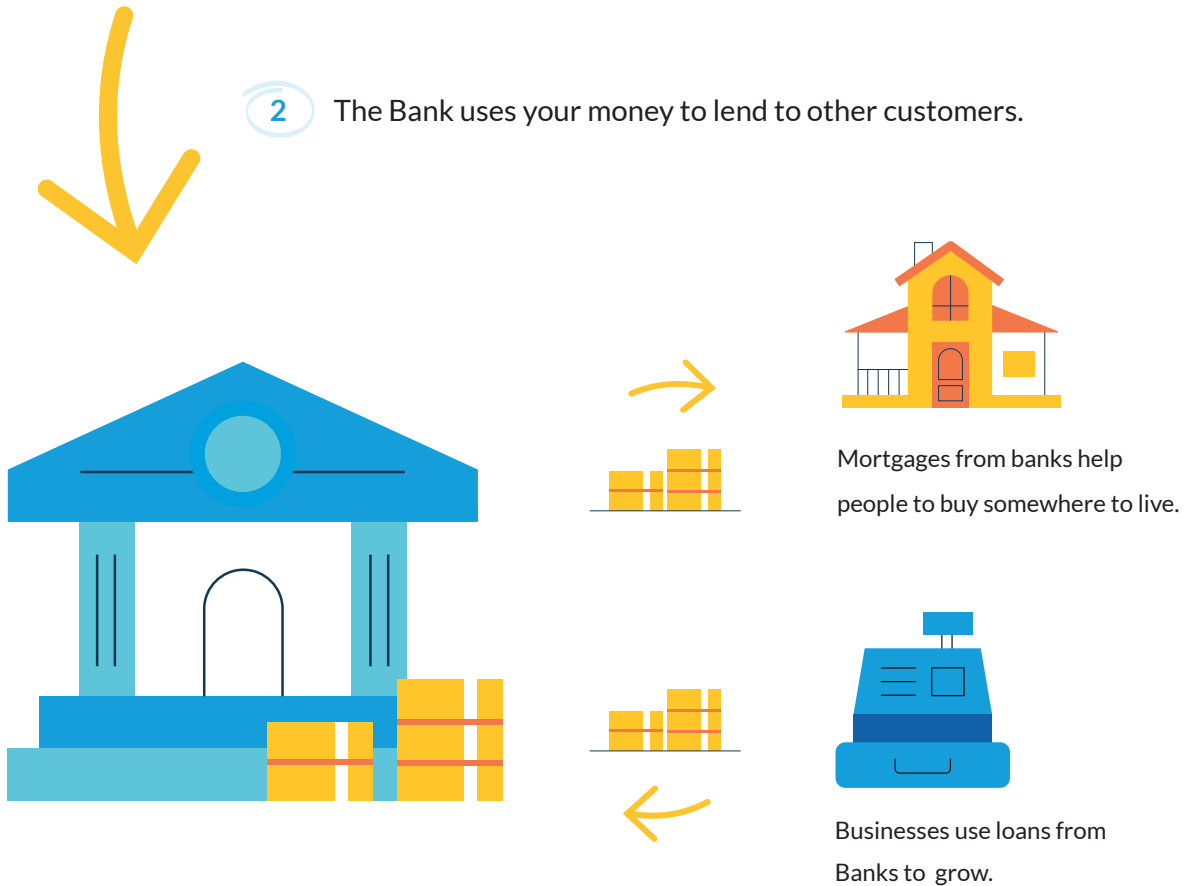 2 The Bank uses your money to lend to other customers.
Mortgages from banks help
people to buy somewhere to live.
Businesses use loans from
Banks to grow.